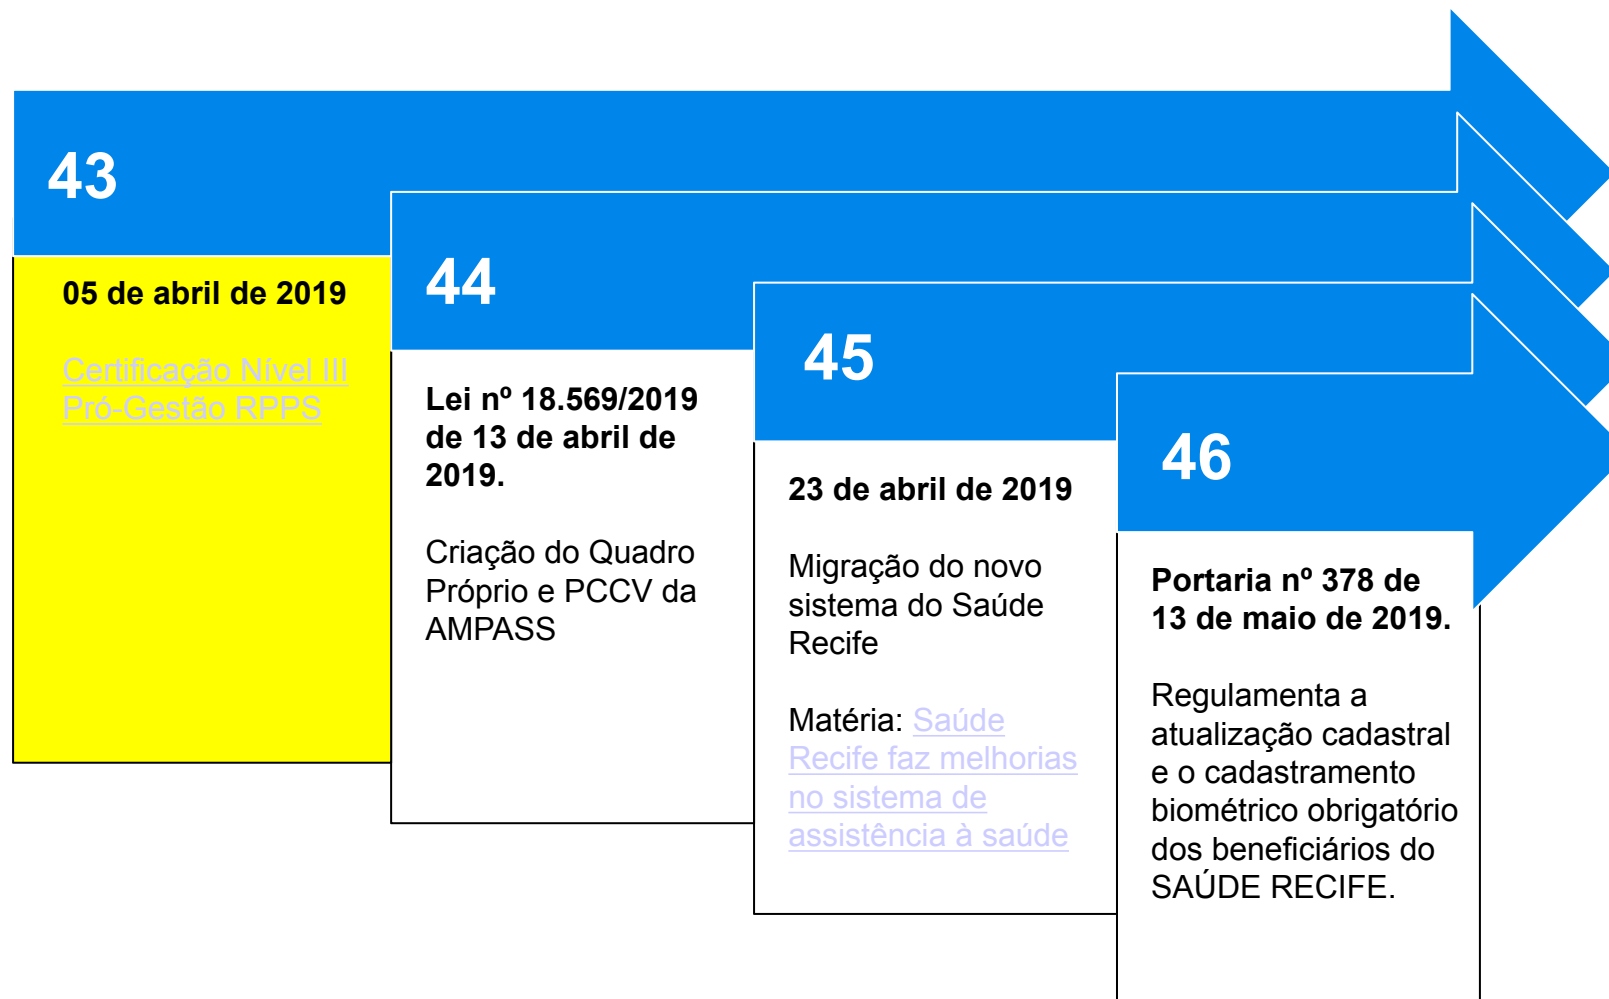 43
05 de abril de 2019
Certificação Nível III
Pró-Gestão RPPS
44
Lei nº 18.569/2019
de 13 de abril de
2019.
Criação do Quadro
Próprio e PCCV da
AMPASS
45
23 de abril de 2019
Migração do novo
sistema do Saúde
Recife
Matéria: Saúde
Recife faz melhorias
no sistema de
assistência à saúde
46
Portaria nº 378 de
13 de maio de 2019.
Regulamenta a
atualização cadastral
e o cadastramento
biométrico obrigatório
dos beneficiários do
SAÚDE RECIFE.